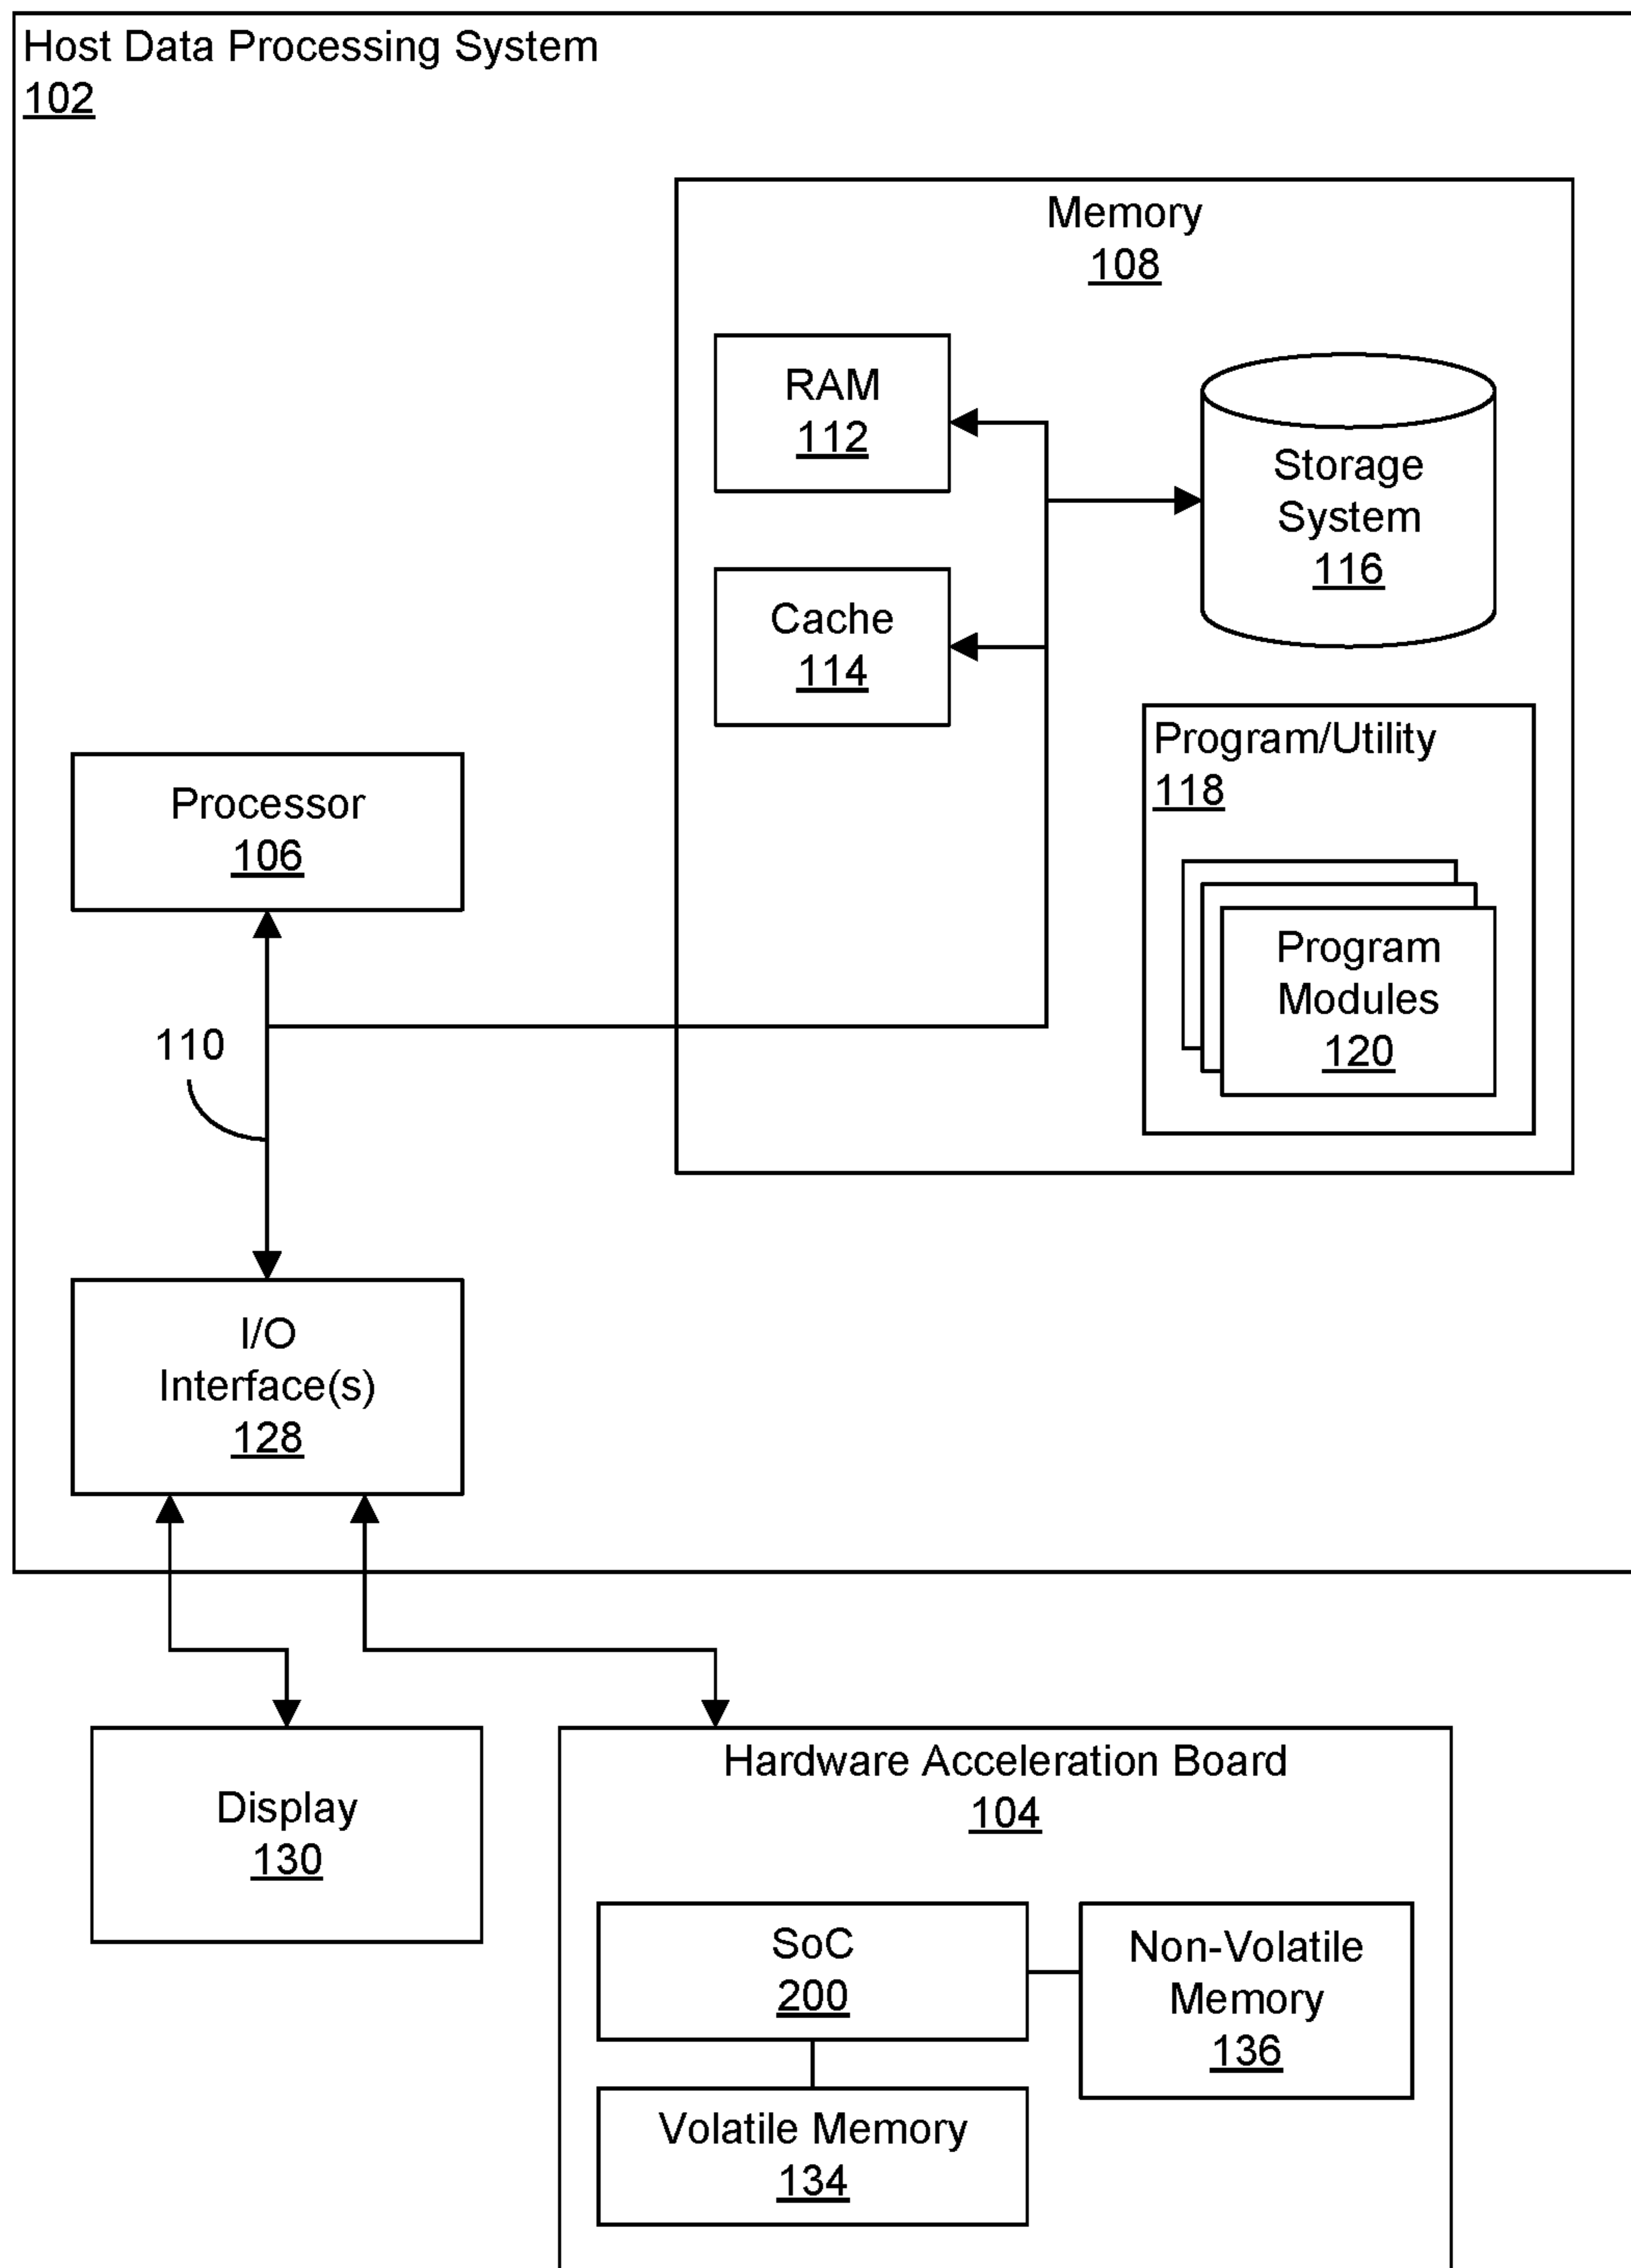 Host Data Processing System
102
Memory
108
RAM
112
Storage
System
116
Cache
114
Program/Utility
118
Program
Modules
120
Processor
106
110
I/O
Interface(s)
128
Display
130
Hardware Acceleration Board
104
SoC
200
Non-Volatile
Memory
136
Volatile Memory
134